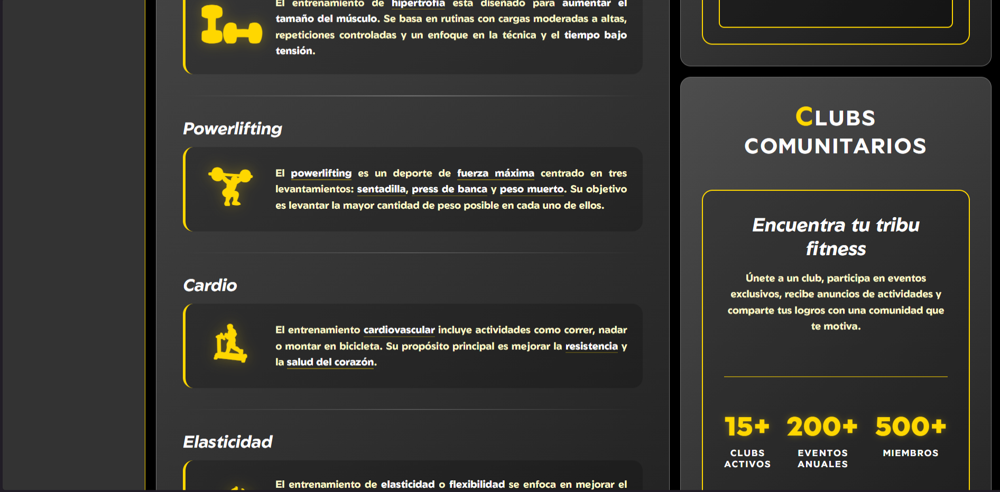 El entrenamiento de hipertrofia está diseñado para aumentar el
tamaño del músculo. Se basa en rutinas con cargas moderadas a altas,
repeticiones controladas y un enfoque en la técnica y el tiempo bajo
tensión.
Powerlifting
El powerlifting es un deporte de fuerza máxima centrado en tres
levantamientos: sentadilla, press de banca y peso muerto. Su objetivo
es levantar la mayor cantidad de peso posible en cada uno de ellos.
Cardio
El entrenamiento cardiovascular incluye actividades como correr, nadar
o montar en bicicleta. Su propósito principal es mejorar la resistencia y
la salud del corazón.
Elasticidad
El entrenamiento de elasticidad o flexibilidad se enfoca en mejorar el
CLUBS
COMUNITARIOS
Encuentra tu tribu
fitness
Únete a un club, participa en eventos
exclusivos, recibe anuncios de actividades y
comparte tus logros con una comunidad que
te motiva.
15+ 200+ 500+
CLUBS EVENTOS MIEMBROS
ACTIVOS ANUALES